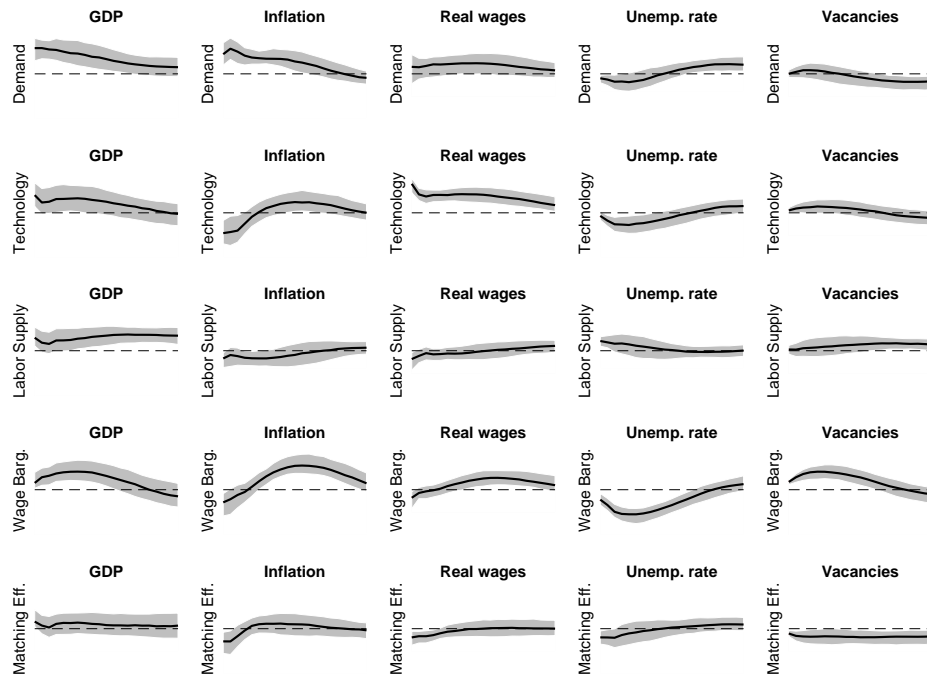 GDP Inflation Real wages Unemp. rate Vacancies
Demand Demand Demand Demand Demand
GDP Inflation Real wages Unemp. rate Vacancies
Technology Technology Technology Technology Technology
GDP Inflation Real wages Unemp. rate Vacancies
Labor Supply Labor Supply Labor Supply Labor Supply Labor Supply
GDP Inflation Real wages Unemp. rate Vacancies
Wage Barg. Wage Barg. Wage Barg. Wage Barg. Wage Barg.
GDP Inflation Real wages Unemp. rate Vacancies
Matching Eff. Matching Eff. Matching Eff. Matching Eff. Matching Eff.